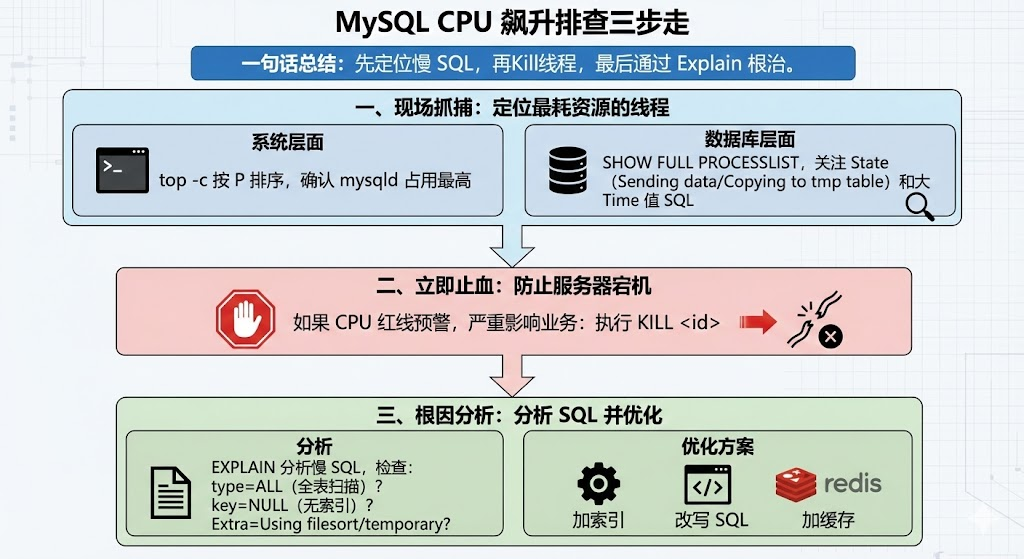 MySQL CPU 飙升排查三步走
一句话总结：先定位慢 SQL，再Kill线程，最后通过 Explain 根治。
一、现场抓捕：定位最耗资源的线程
系统层面
>_
top -c 按 P 排序，确认 mysqld 占用最高
数据库层面
SHOW FULL PROCESSLIST，关注 State
（Sending data/Copying to tmp table）和大
Time 值 SQL
二、立即止血：防止服务器宕机
如果 CPU 红线预警，严重影响业务：执行 KILL <id>
三、根因分析：分析 SQL 并优化
分析
EXPLAIN 分析慢 SQL，检查：
type=ALL（全表扫描）?
key=NULL（无索引）?
Extra=Using filesort/temporary?
优化方案
</>
redis
加索引
改写 SQL
加缓存